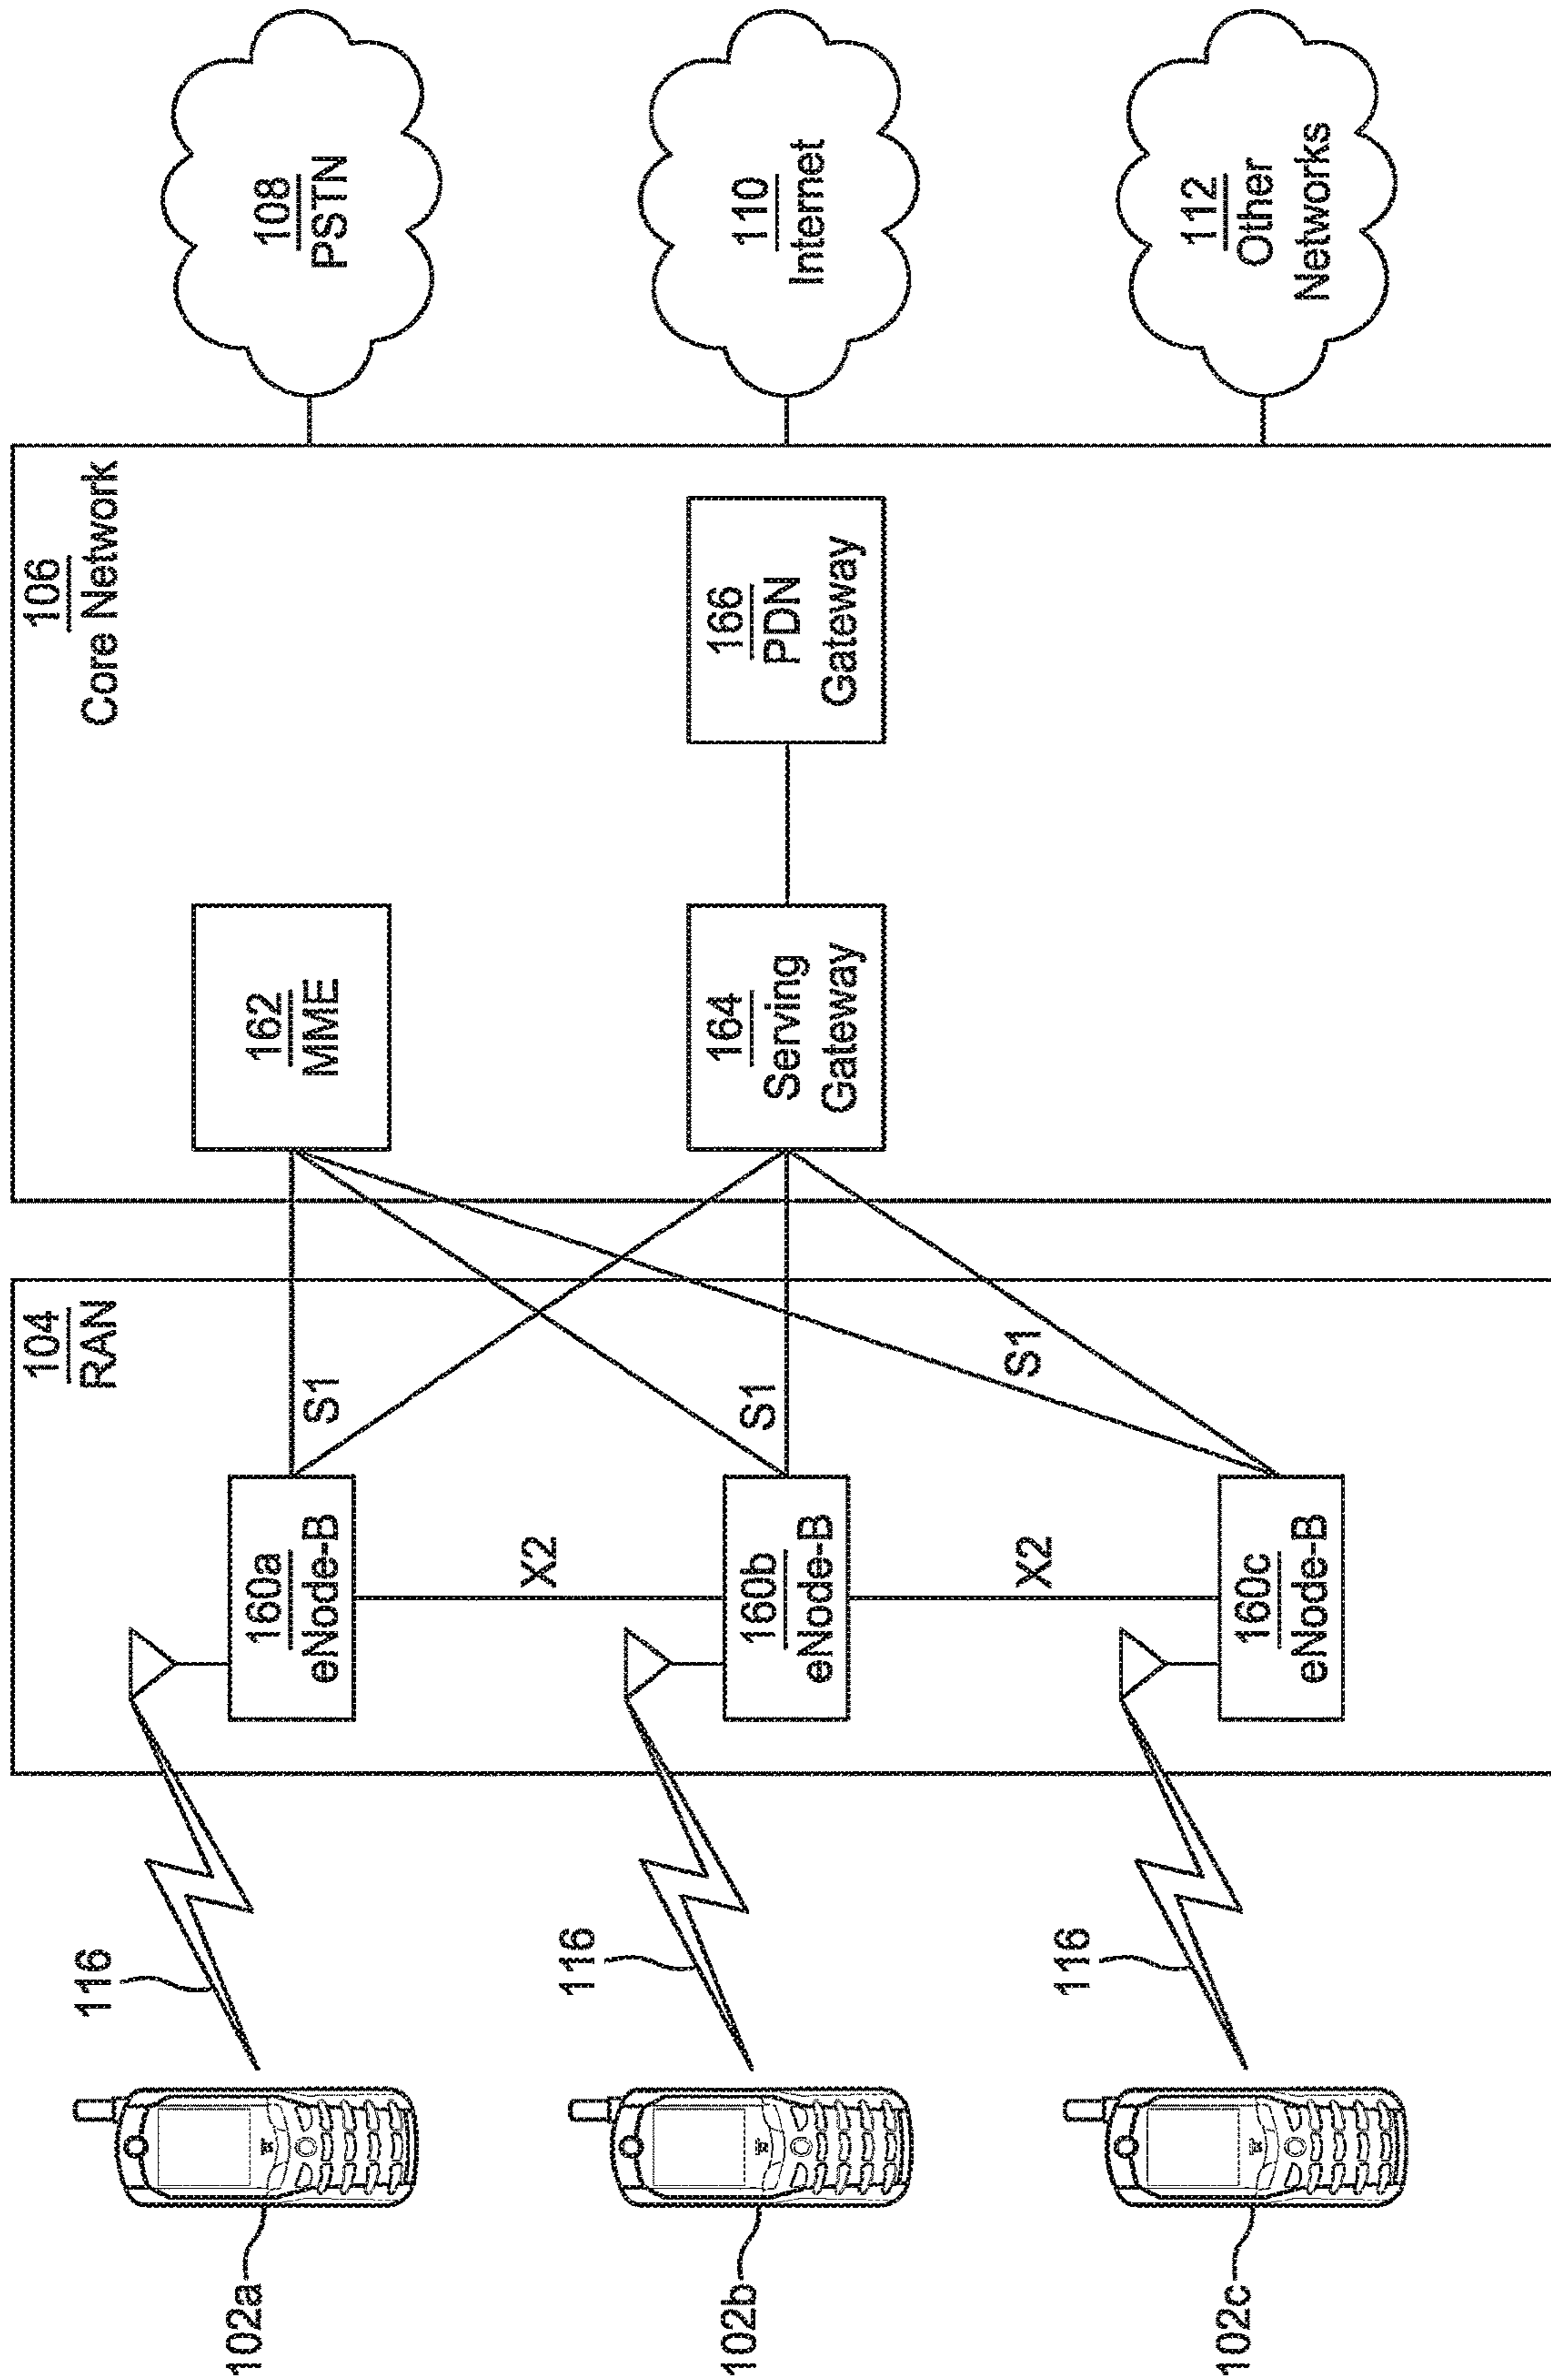 102a
116
104
RAN
160a
eNode-B
S1
X2
102b
116
160b
eNode-B
S1
X2
102c
116
160c
eNode-B
S1
106
Core Network
162
MME
164
Serving
Gateway
166
PDN
Gateway
108
PSTN
110
Internet
112
Other
Networks